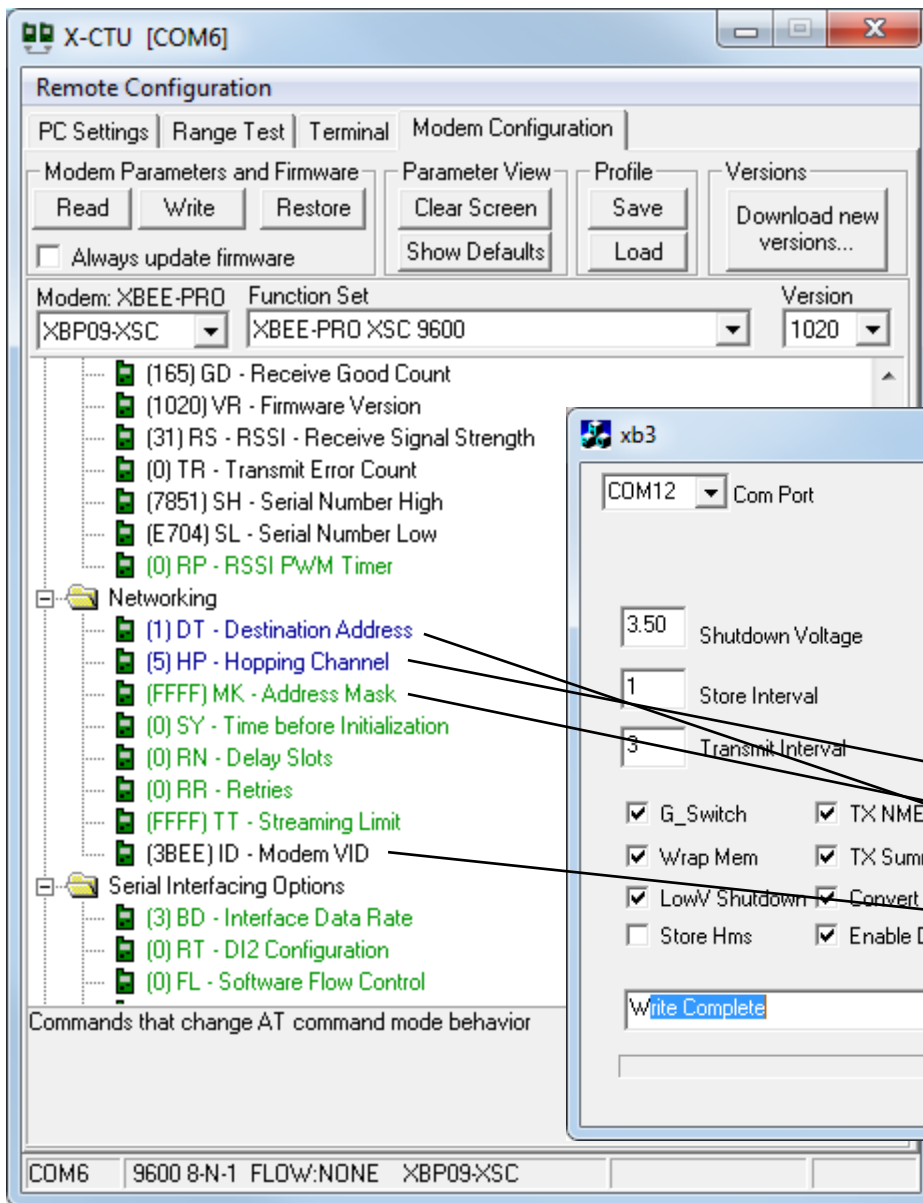 X-CTU [COM6]
Remote Configuration
PC Settings Range Test Terminal Modem Configuration
Modem Parameters and Firmware Parameter View Profile Versions
Read Write Restore Clear Screen Save Download new versions...
Always update firmware Show Defaults Load
Modem: XBEE-PRO Function Set Version
XBP09-XSC XBEE-PRO XSC 9600 1020
(165) GD - Receive Good Count
(1020) VR - Firmware Version
(31) RS - RSSI - Receive Signal Strength
(0) TR - Transmit Error Count
(7851) SH - Serial Number High
(E704) SL - Serial Number Low
(0) RP - RSSI PWM Timer
Networking
(1) DT - Destination Address
(5) HP - Hopping Channel
(FFFF) MK - Address Mask
(0) SY - Time before Initialization
(0) RN - Delay Slots
(0) RR - Retries
(FFFF) TT - Streaming Limit
(3BEE) ID - Modem VID
Serial Interfacing Options
(3) BD - Interface Data Rate
(0) RT - DI2 Configuration
(0) FL - Software Flow Control
Commands that change AT command mode behavior
COM6 9600 8-N-1 FLOW:NONE XBP09-XSC
xb3
COM12 Com Port
3.50 Shutdown Voltage
1 Store Interval
3 Transmit Interval
G_Switch TX NME
Wrap Mem TX Sum
LowV Shutdown Convert
Store Hms Enable D
Write Complete